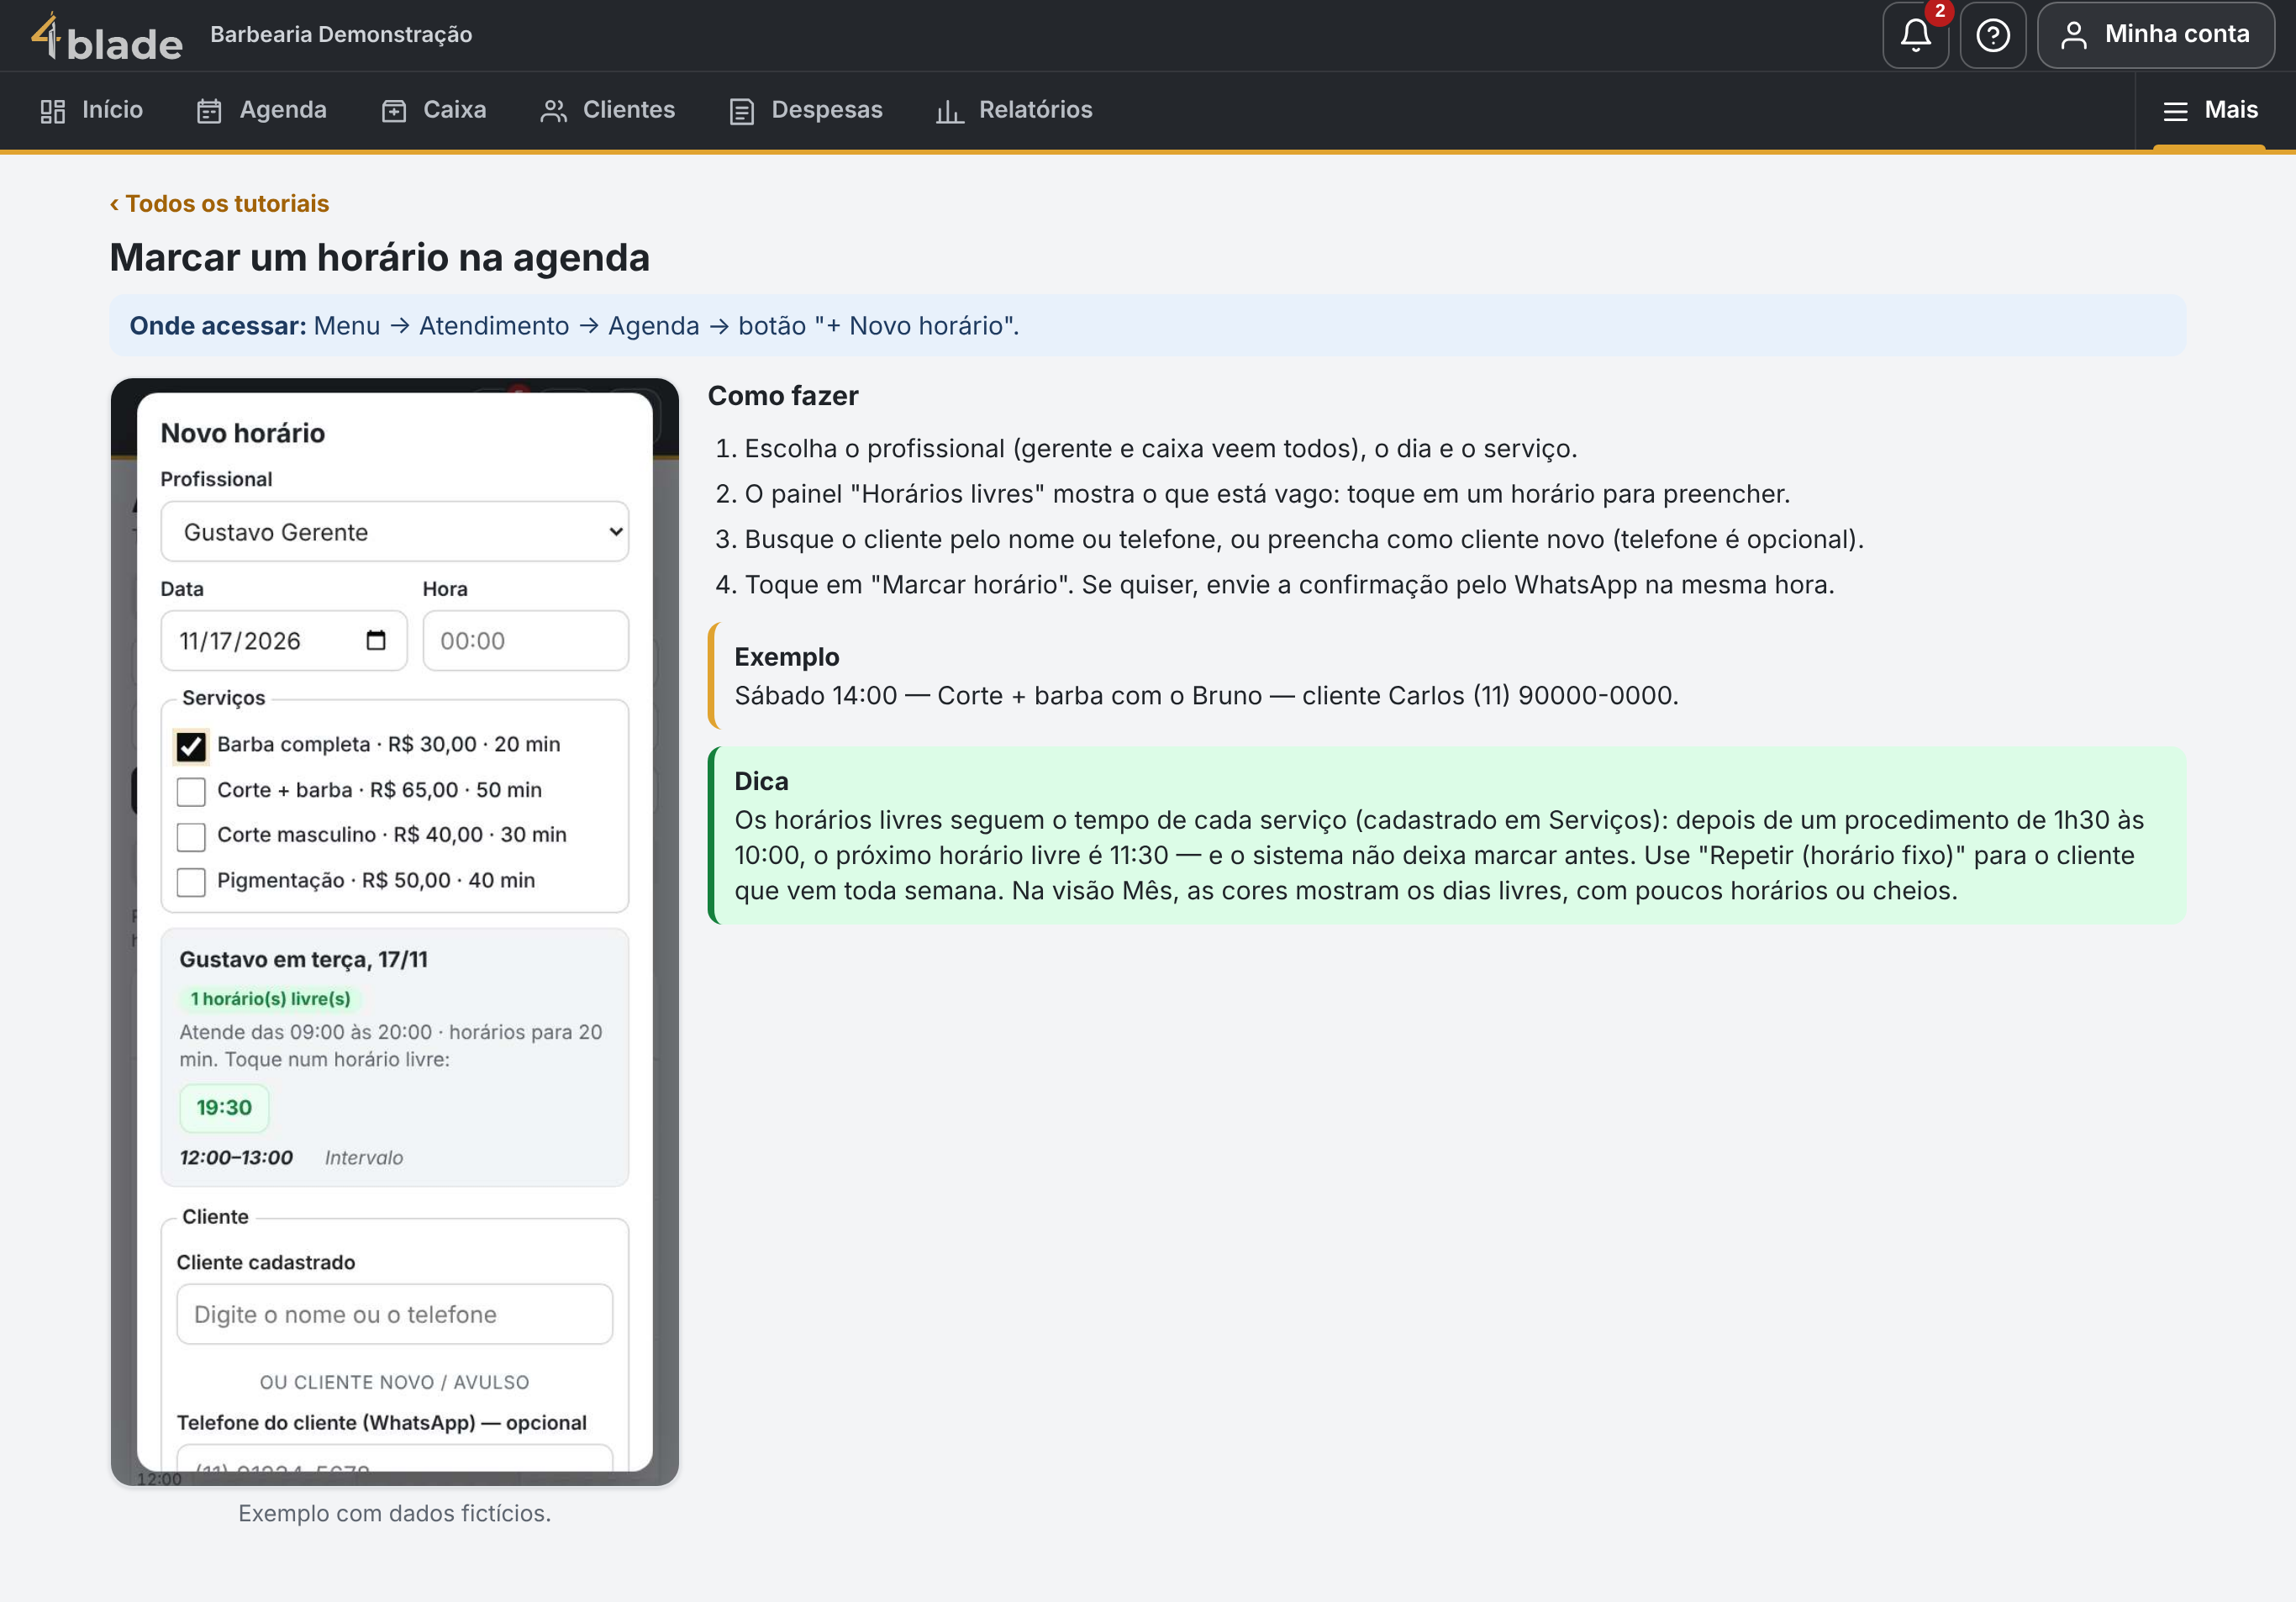 4blade
Barbearia Demonstração
2
Minha conta
Início
Agenda
Caixa
Clientes
Despesas
Relatórios
Mais
‹ Todos os tutoriais
Marcar um horário na agenda
Onde acessar: Menu → Atendimento → Agenda → botão "+ Novo horário".
Novo horário
Profissional
Gustavo Gerente
Data
Hora
11/17/2026
00:00
Serviços
Barba completa · R$ 30,00 · 20 min
Corte + barba · R$ 65,00 · 50 min
Corte masculino · R$ 40,00 · 30 min
Pigmentação · R$ 50,00 · 40 min
Gustavo em terça, 17/11
1 horário(s) livre(s)
Atende das 09:00 às 20:00 · horários para 20
min. Toque num horário livre:
19:30
12:00–13:00 Intervalo
Cliente
Cliente cadastrado
Digite o nome ou o telefone
OU CLIENTE NOVO / AVULSO
Telefone do cliente (WhatsApp) — opcional
12:00
Exemplo com dados fictícios.
Como fazer
1. Escolha o profissional (gerente e caixa veem todos), o dia e o serviço.
2. O painel "Horários livres" mostra o que está vago: toque em um horário para preencher.
3. Busque o cliente pelo nome ou telefone, ou preencha como cliente novo (telefone é opcional).
4. Toque em "Marcar horário". Se quiser, envie a confirmação pelo WhatsApp na mesma hora.
Exemplo
Sábado 14:00 — Corte + barba com o Bruno — cliente Carlos (11) 90000-0000.
Dica
Os horários livres seguem o tempo de cada serviço (cadastrado em Serviços): depois de um procedimento de 1h30 às
10:00, o próximo horário livre é 11:30 — e o sistema não deixa marcar antes. Use "Repetir (horário fixo)" para o cliente
que vem toda semana. Na visão Mês, as cores mostram os dias livres, com poucos horários ou cheios.